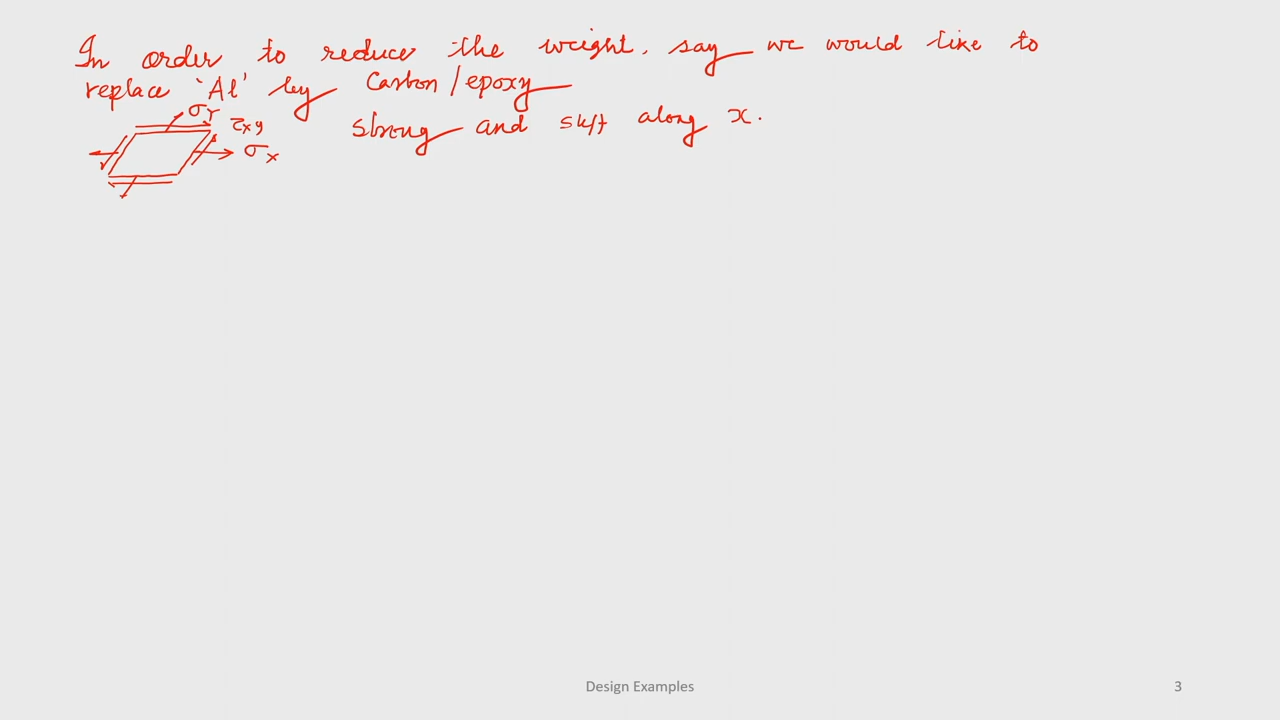 In order to reduce the weight, say we would like to
replace 'Al' by Carbon/epoxy
σy
τxy
strong and stiff along x.
σx
Design Examples
3